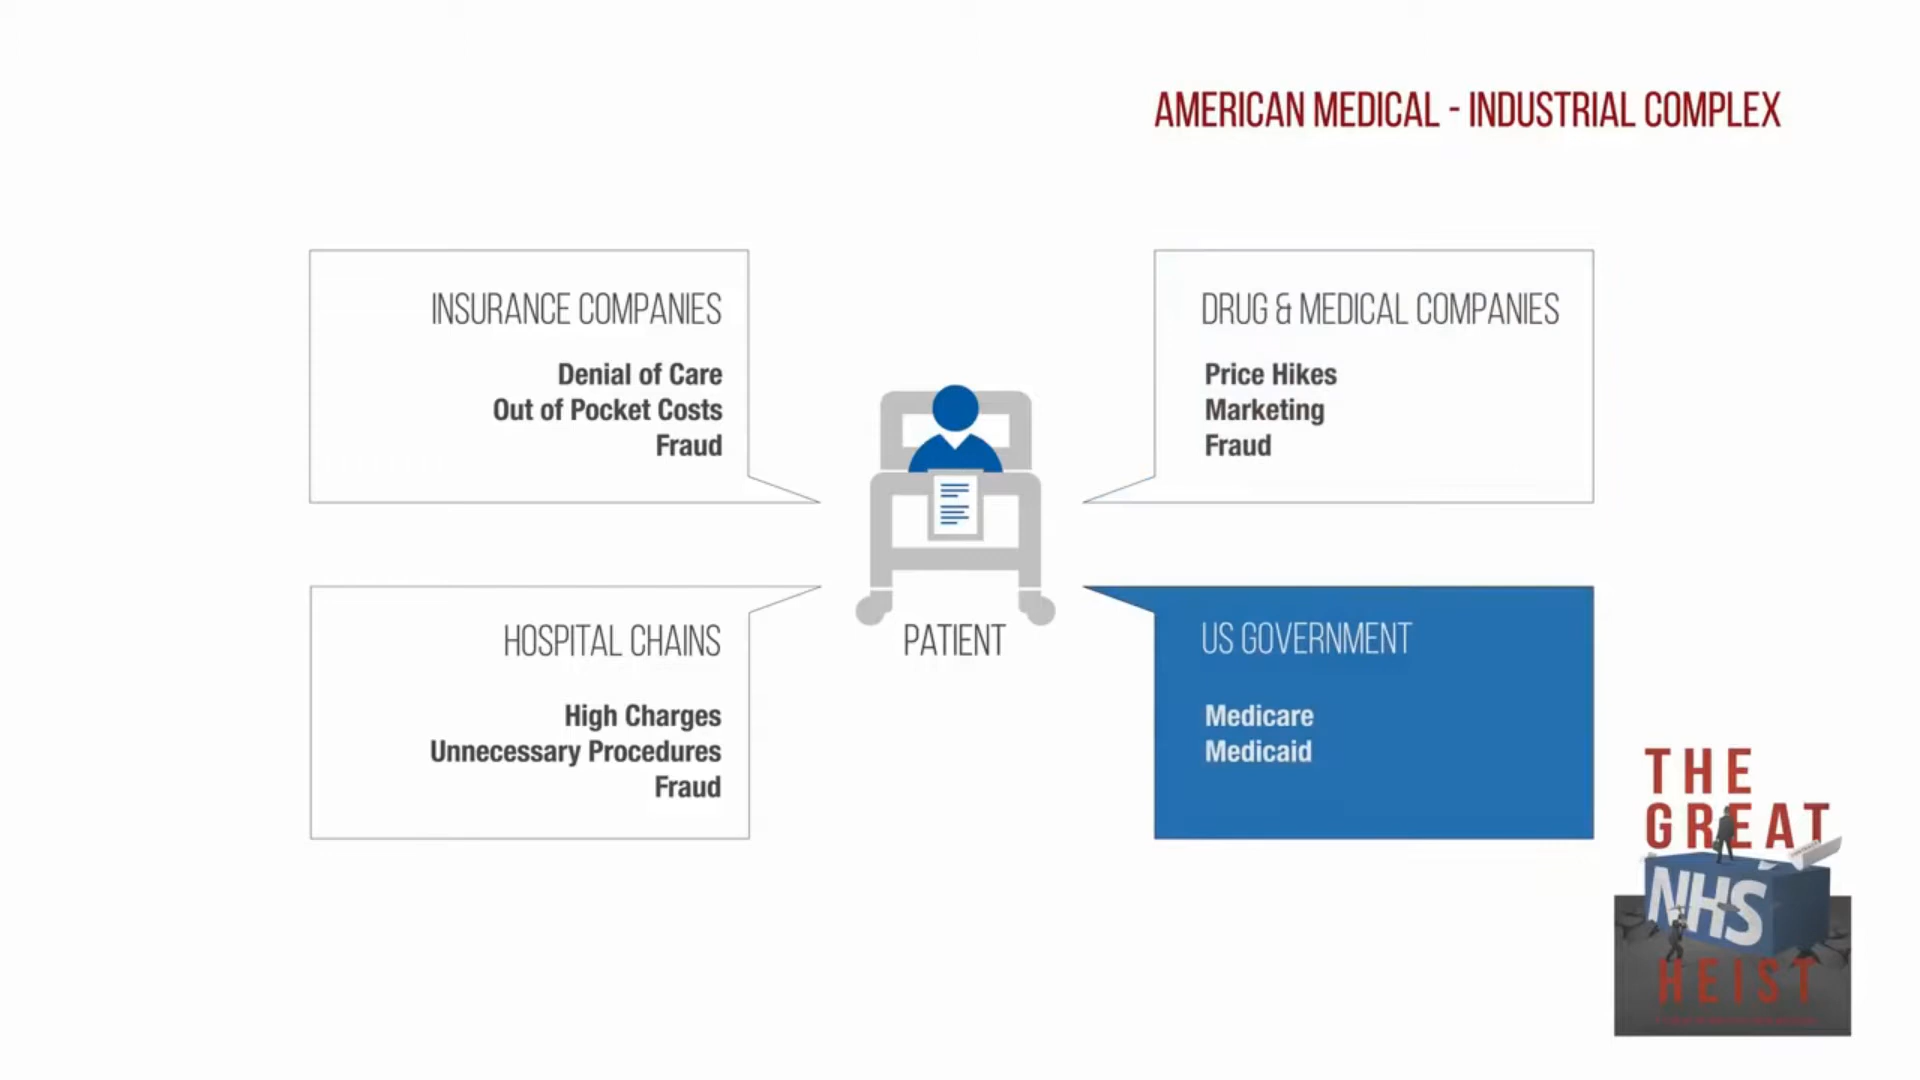 AMERICAN MEDICAL - INDUSTRIAL COMPLEX
INSURANCE COMPANIES
Denial of Care
Out of Pocket Costs
Fraud
DRUG & MEDICAL COMPANIES
Price Hikes
Marketing
Fraud
HOSPITAL CHAINS
High Charges
Unnecessary Procedures
Fraud
PATIENT
US GOVERNMENT
Medicare
Medicaid
THE
GREAT
NHS
HEIST